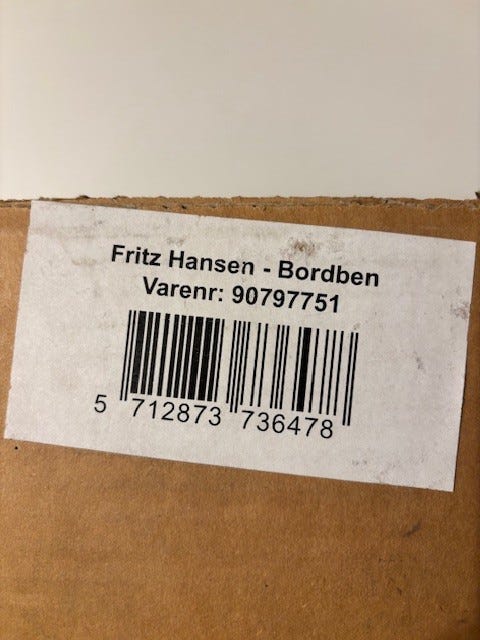 Fritz Hansen - Bordben
Varenr: 90797751
5 712873 736478